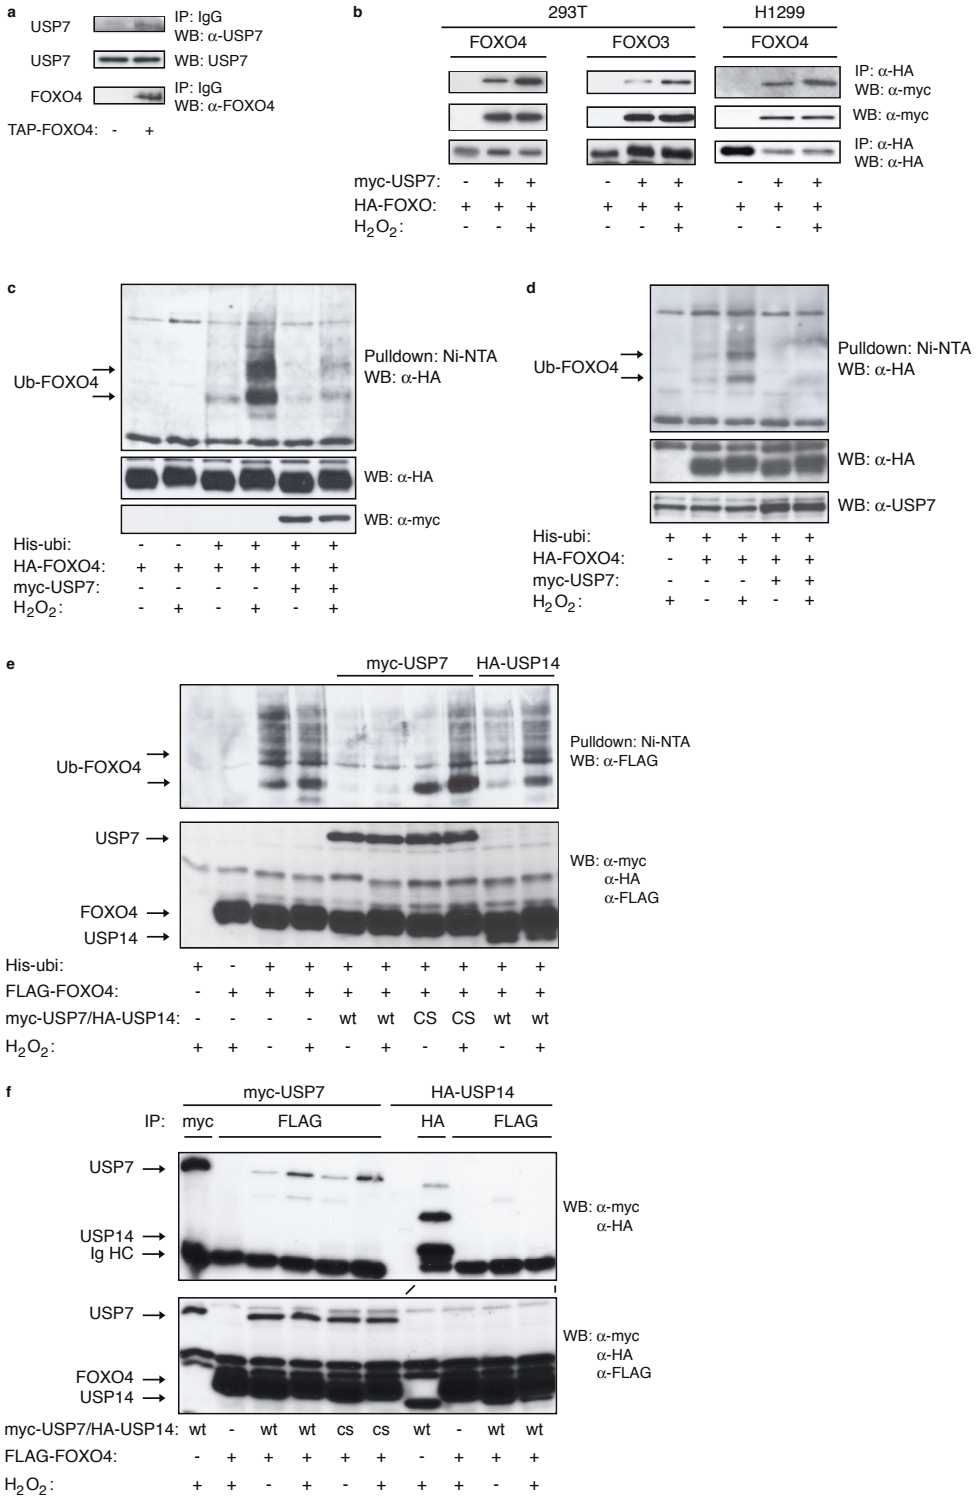 a
USP7
IP: IgG
WB: α-USP7
USP7
WB: USP7
FOXO4
IP: IgG
WB: α-FOXO4
TAP-FOXO4: - +
b
293T H1299
FOXO4 FOXO3 FOXO4
IP: α-HA
WB: α-myc
WB: α-myc
IP: α-HA
WB: α-HA
myc-USP7: - + + - + + - + +
HA-FOXO: + + + + + + + + +
H2O2: - - + - - + - - +
c
Ub-FOXO4
Pulldown: Ni-NTA
WB: α-HA
WB: α-HA
WB: α-myc
His-ubi: - - + + + +
HA-FOXO4: + + + + + +
myc-USP7: - - - - + +
H2O2: - + - + - +
d
Ub-FOXO4
Pulldown: Ni-NTA
WB: α-HA
WB: α-HA
WB: α-USP7
His-ubi: + + + + +
HA-FOXO4: - + + + +
myc-USP7: - - - + +
H2O2: + - + - +
e
myc-USP7 HA-USP14
Ub-FOXO4
Pulldown: Ni-NTA
WB: α-FLAG
USP7
FOXO4
USP14
WB: α-myc
α-HA
α-FLAG
His-ubi: + - + + + + + + + +
FLAG-FOXO4: - + + + + + + + + +
myc-USP7/HA-USP14: - - - - wt wt CS CS wt wt
H2O2: + + - + - + - + - +
f
myc-USP7 HA-USP14
IP: myc FLAG HA FLAG
USP7
USP14
Ig HC
WB: α-myc
α-HA
USP7
FOXO4
USP14
WB: α-myc
α-HA
α-FLAG
myc-USP7/HA-USP14: wt - wt wt cs cs wt - wt wt
FLAG-FOXO4: - + + + + + - + + +
H2O2: + + - + - + + + - +